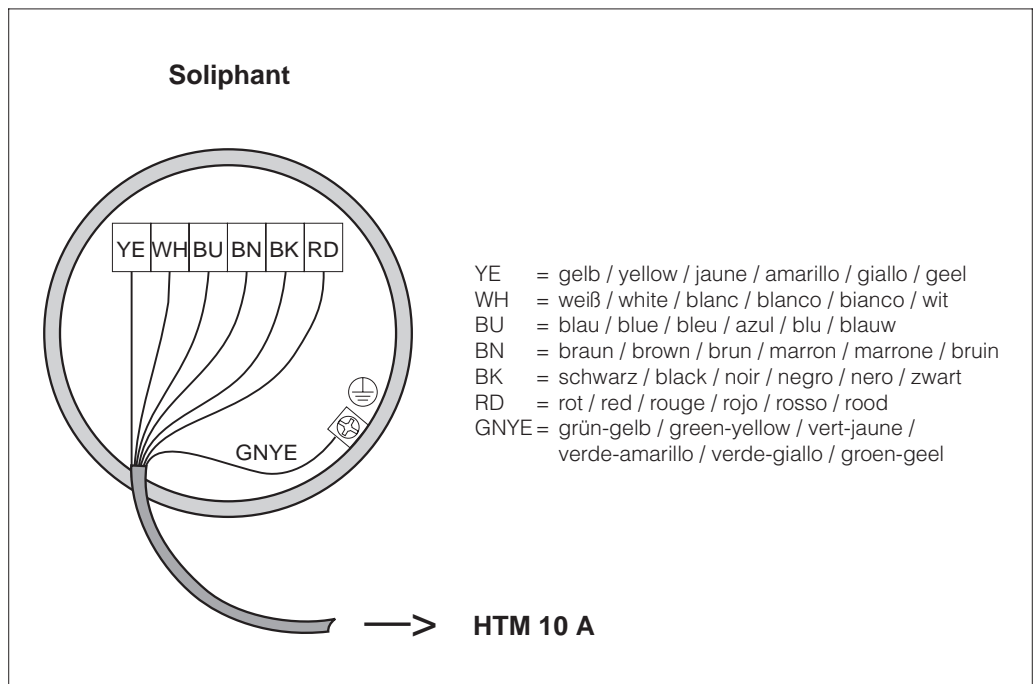 Soliphant
YE WH BU BN BK RD
GNYE
YE = gelb / yellow / jaune / amarillo / giallo / geel
WH = weiß / white / blanc / blanco / bianco / wit
BU = blau / blue / bleu / azul / blu / blauw
BN = braun / brown / brun / marron / marrone / bruin
BK = schwarz / black / noir / negro / nero / zwart
RD = rot / red / rouge / rojo / rosso / rood
GNYE = grün-gelb / green-yellow / vert-jaune /
verde-amarillo / verde-giallo / groen-geel
HTM 10 A